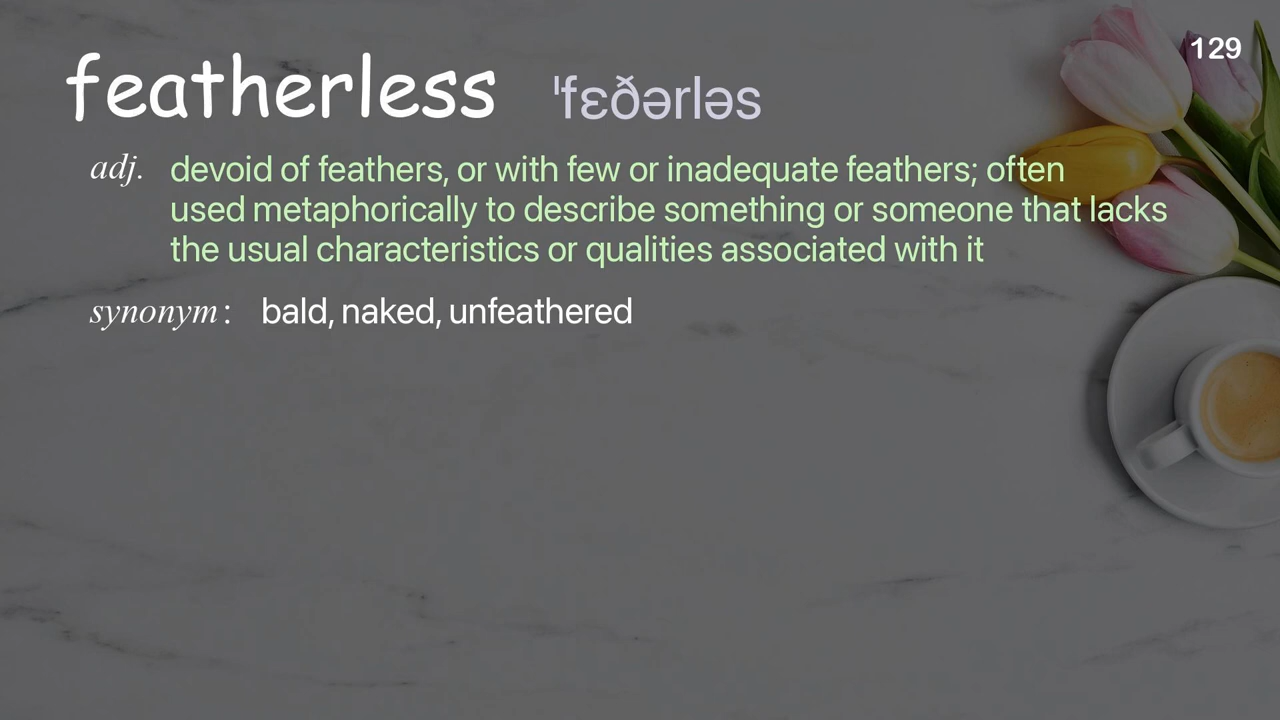 129
featherless ˈfɛðərləs
adj. devoid of feathers, or with few or inadequate feathers; often
used metaphorically to describe something or someone that lacks
the usual characteristics or qualities associated with it
synonym : bald, naked, unfeathered